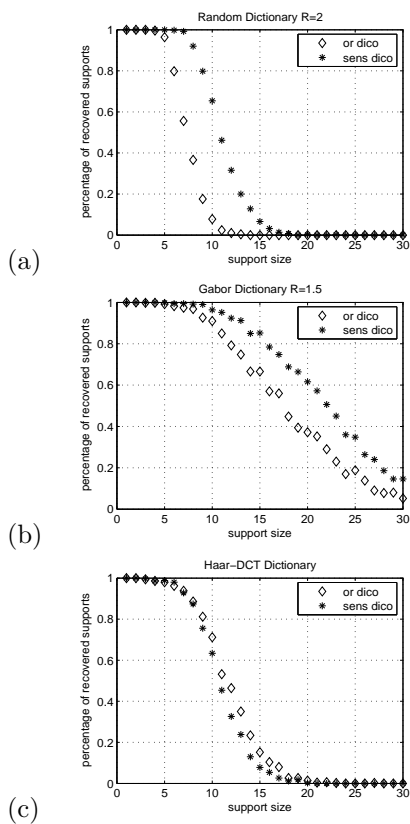 Random Dictionary R=2
percentage of recovered supports
1
0.8
0.6
0.4
0.2
0
or dico
sens dico
0 5 10 15 20 25 30
support size
(a)
Gabor Dictionary R=1.5
percentage of recovered supports
1
0.8
0.6
0.4
0.2
0
or dico
sens dico
0 5 10 15 20 25 30
support size
(b)
Haar−DCT Dictionary
percentage of recovered supports
1
0.8
0.6
0.4
0.2
0
or dico
sens dico
0 5 10 15 20 25 30
support size
(c)